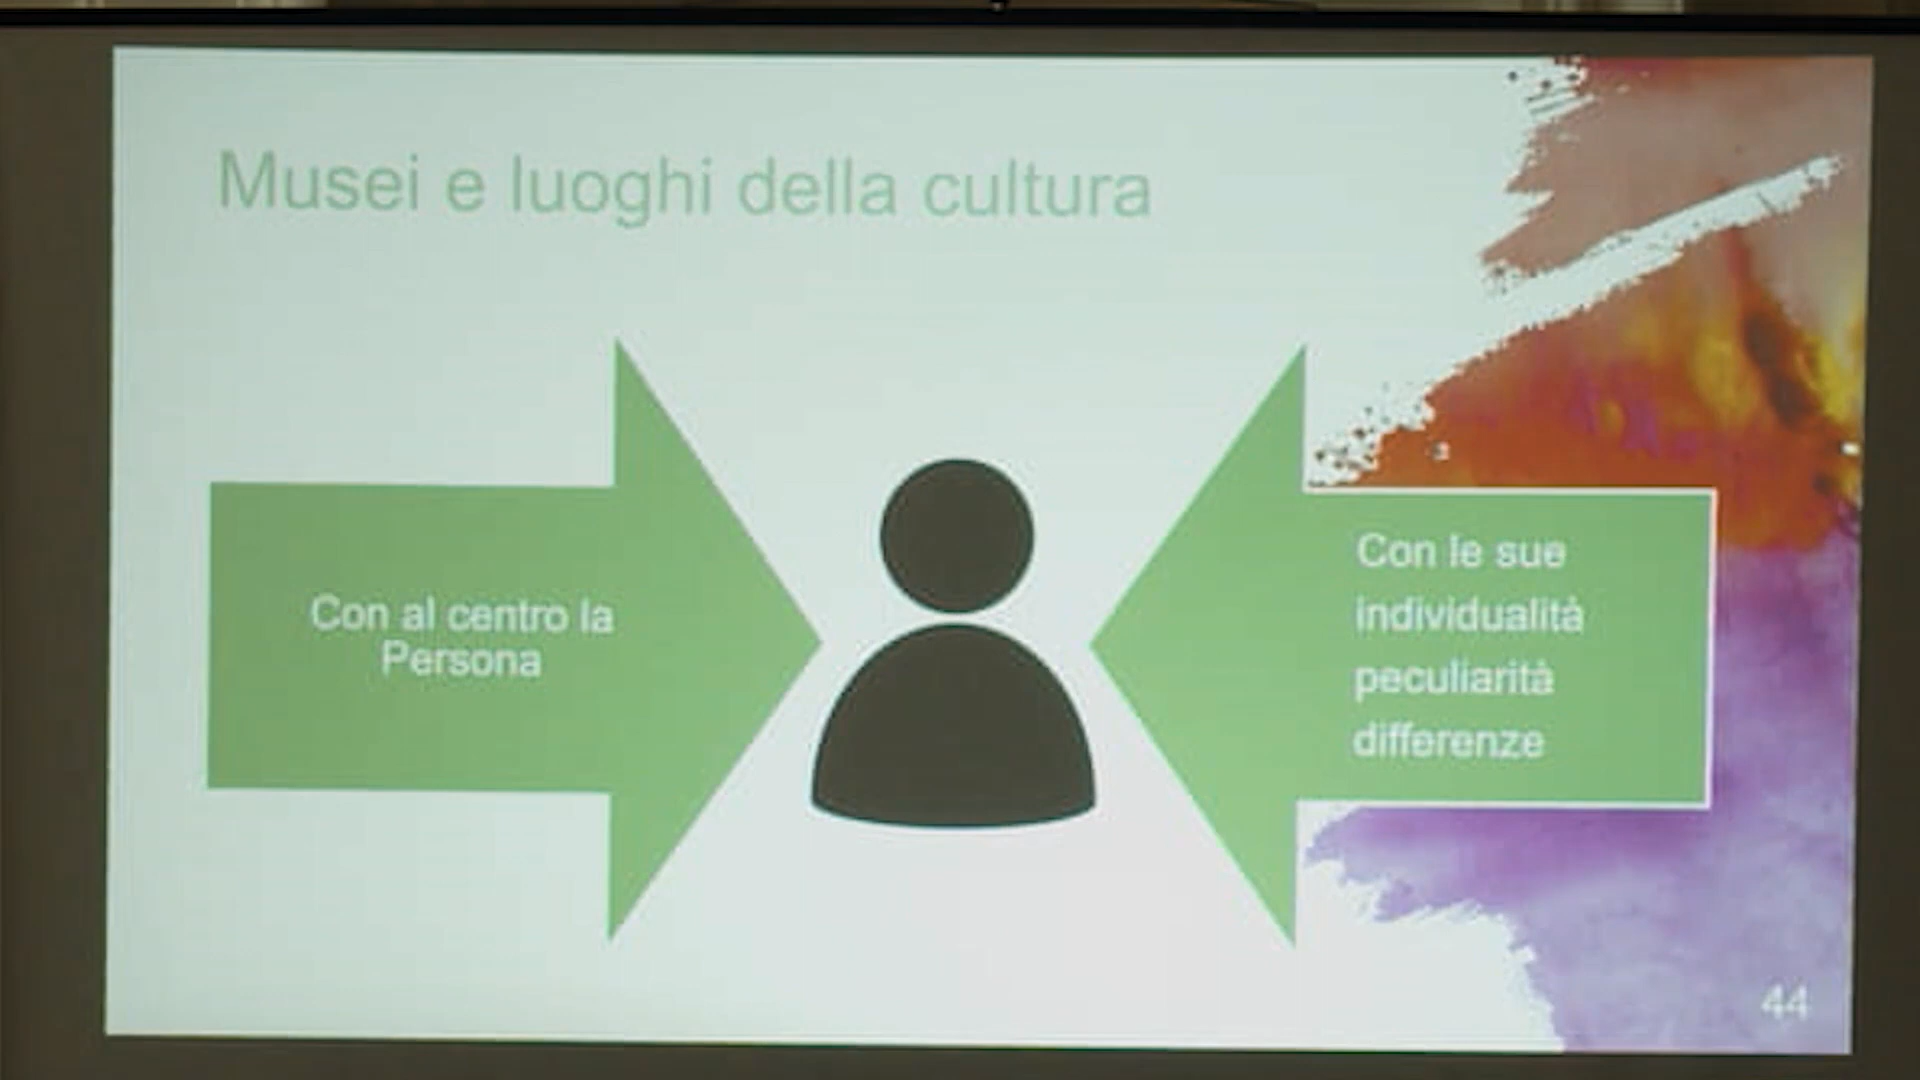 Musei e luoghi della cultura
Con al centro la
Persona
Con le sue
individualità
peculiarità
differenze
44